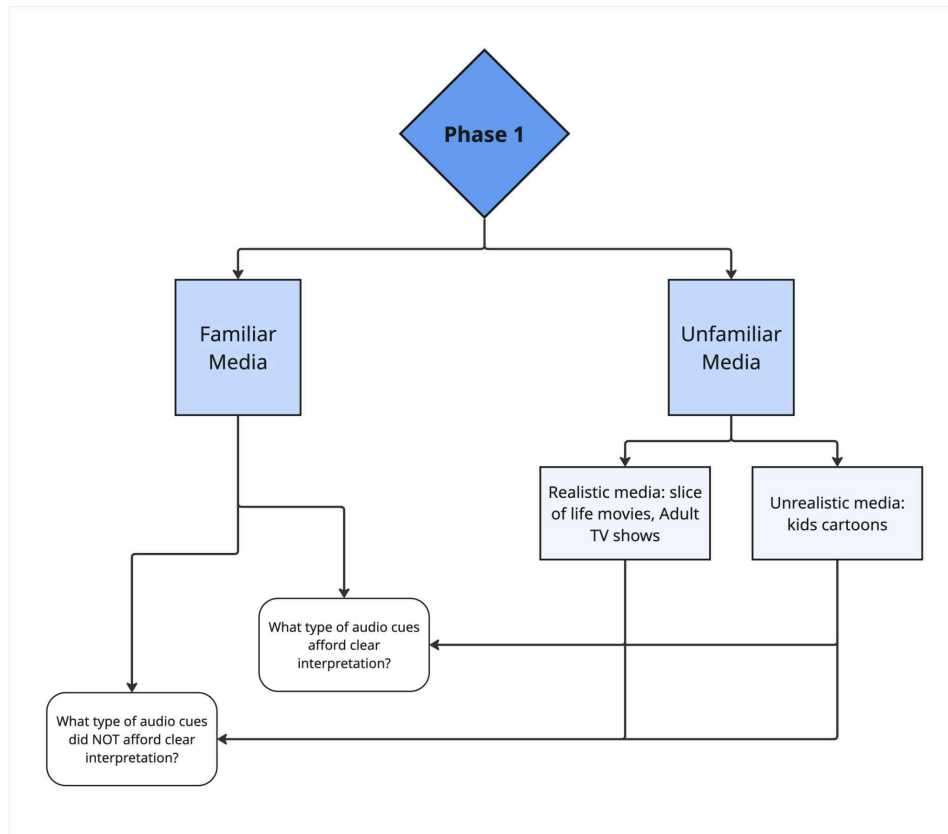 Phase 1
Familiar
Media
Unfamiliar
Media
Realistic media: slice
of life movies, Adult
TV shows
Unrealistic media:
kids cartoons
What type of audio cues
afford clear
interpretation?
What type of audio cues
did NOT afford clear
interpretation?